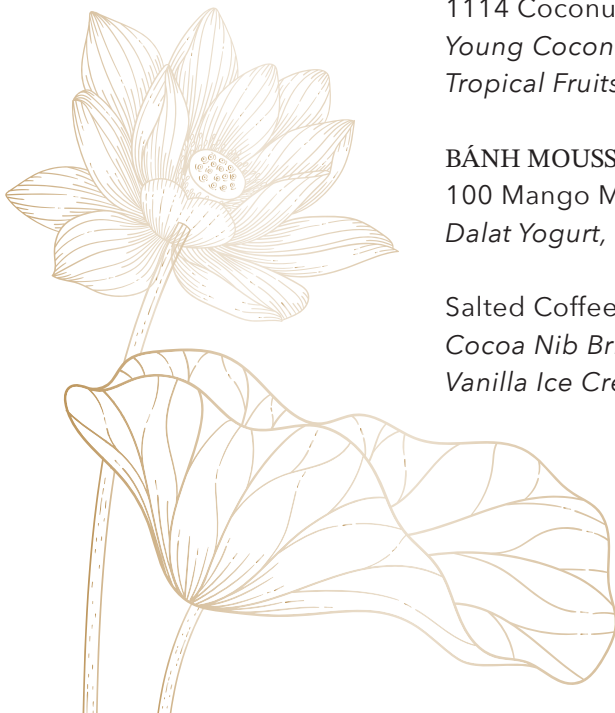 1114 Coconu
Young Cocon
Tropical Fruits
BÁNH MOUSS
100 Mango M
Dalat Yogurt,
Salted Coffee
Cocoa Nib Br
Vanilla Ice Cre